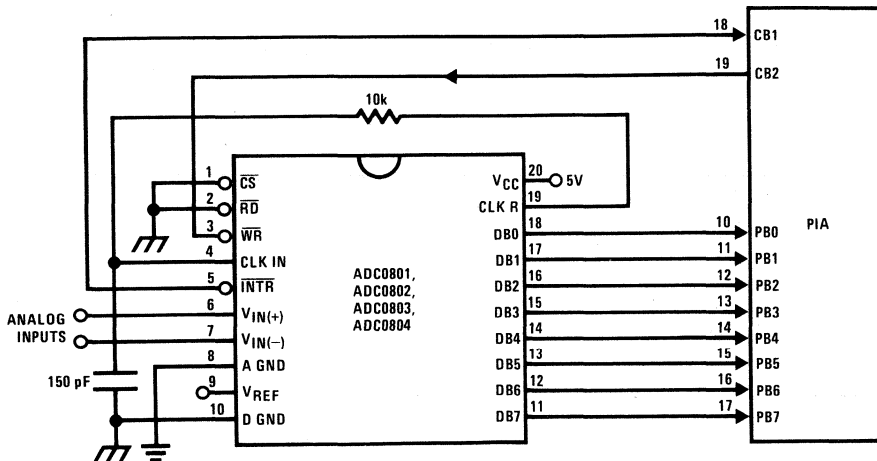 18 CB1
19 CB2
10k
1 CS
2 RD
3 WR
4 CLK IN
5 INTR
6 VIN(+)
7 VIN(−)
8 A GND
9 VREF
10 D GND
ANALOG
INPUTS
150 pF
ADC0801,
ADC0802,
ADC0803,
ADC0804
VCC 20 5V
CLK R 19
DB0 18 10 PB0
DB1 17 11 PB1
DB2 16 12 PB2
DB3 15 13 PB3
DB4 14 14 PB4
DB5 13 15 PB5
DB6 12 16 PB6
DB7 11 17 PB7
PIA